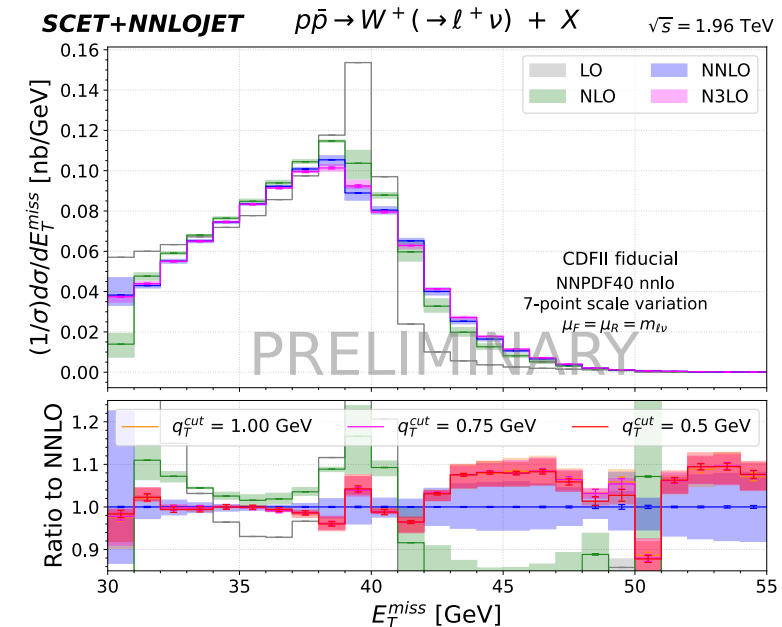 SCET+NNLOJET pp̄ → W⁺(→ ℓ⁺ν) + X √s = 1.96 TeV
(1/σ)dσ/dE_T^{miss} [nb/GeV]
0.16
0.14
0.12
0.10
0.08
0.06
0.04
0.02
0.00
LO NNLO
NLO N3LO
CDFII fiducial
NNPDF40 nnlo
7-point scale variation
μ_F = μ_R = m_{ℓν}
PRELIMINARY
Ratio to NNLO
1.2
1.1
1.0
0.9
q_T^{cut} = 1.00 GeV q_T^{cut} = 0.75 GeV q_T^{cut} = 0.5 GeV
30 35 40 45 50 55
E_T^{miss} [GeV]